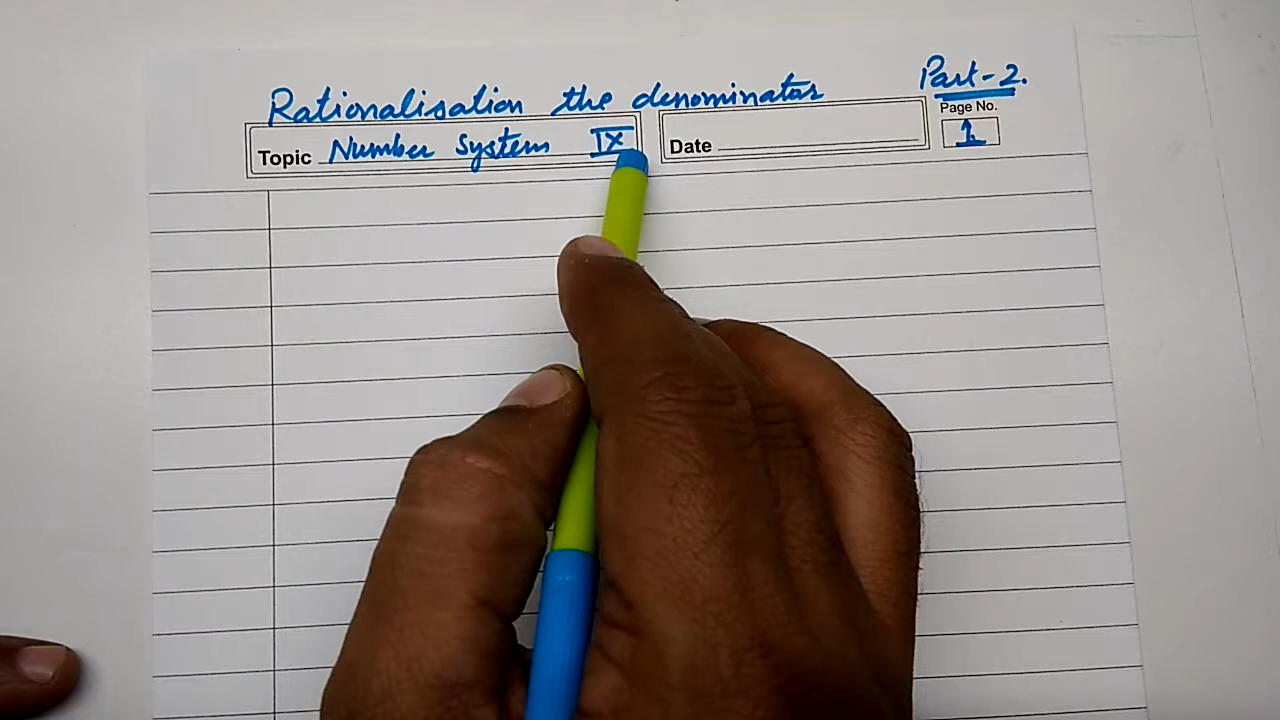 Rationalisation the denominator Part-2.
Topic Number System IX Date Page No.
1